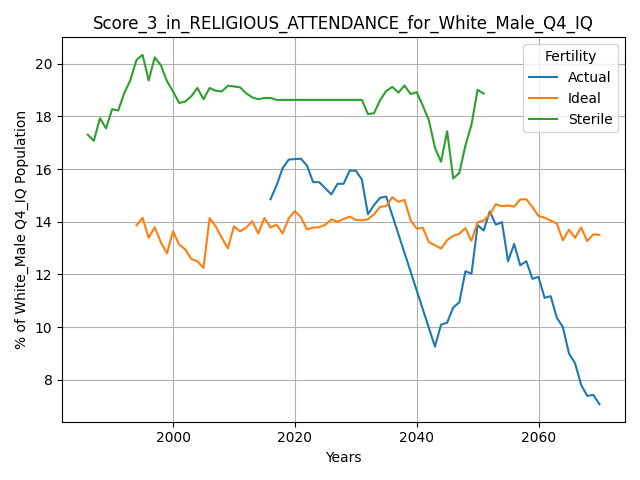 Score_3_in_RELIGIOUS_ATTENDANCE_for_White_Male_Q4_IQ
Fertility
Actual
Ideal
Sterile
% of White_Male Q4_IQ Population
20
18
16
14
12
10
8
2000
2020
2040
2060
Years